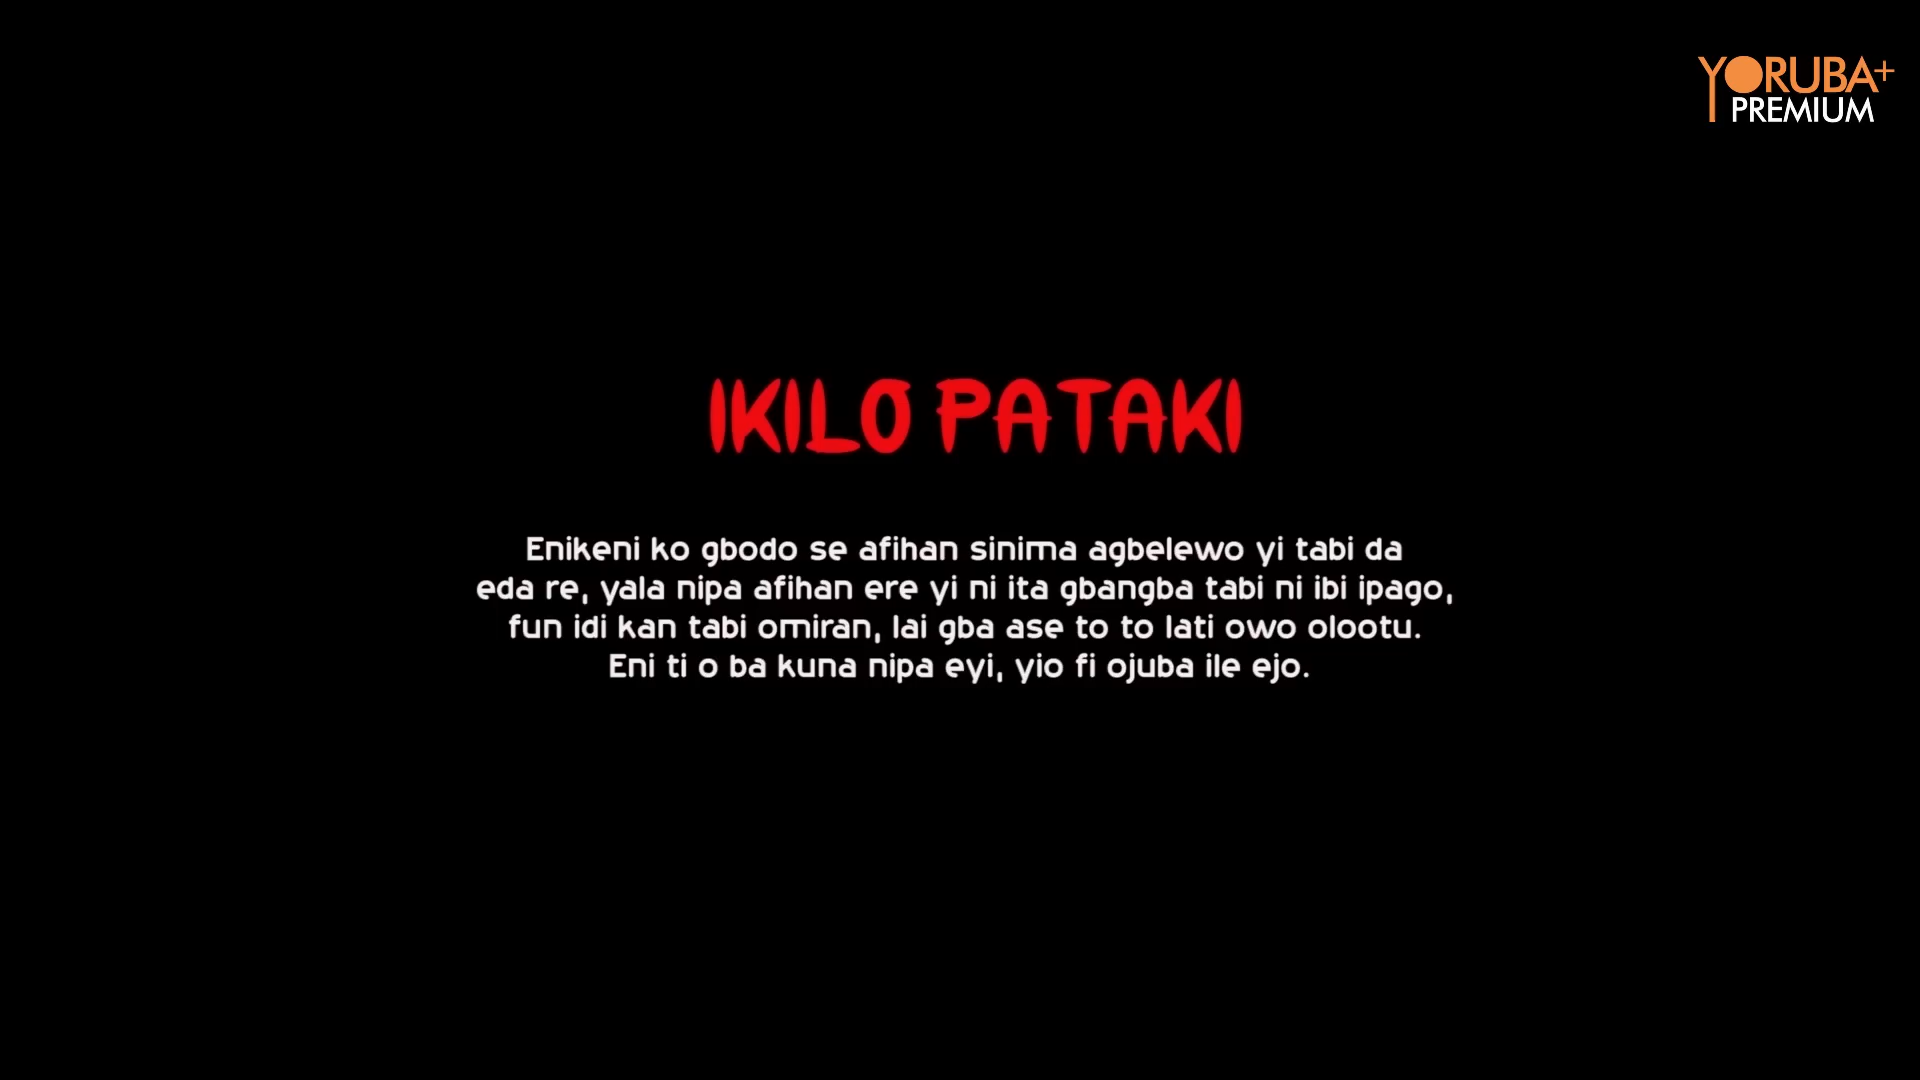 YORUBA+
PREMIUM
IKILO PATAKI
Enikeni ko gbodo se afihan sinima agbelewo yi tabi da
eda re, yala nipa afihan ere yi ni ita gbangba tabi ni ibi ipago,
fun idi kan tabi omiran, lai gba ase to to lati owo olootu.
Eni ti o ba kuna nipa eyi, yio fi ojuba ile ejo.